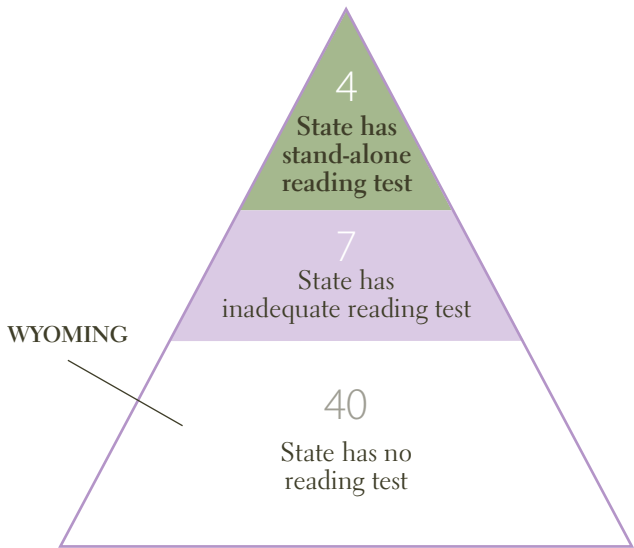 4
State has
stand-alone
reading test
7
State has
inadequate reading test
WYOMING
40
State has no
reading test